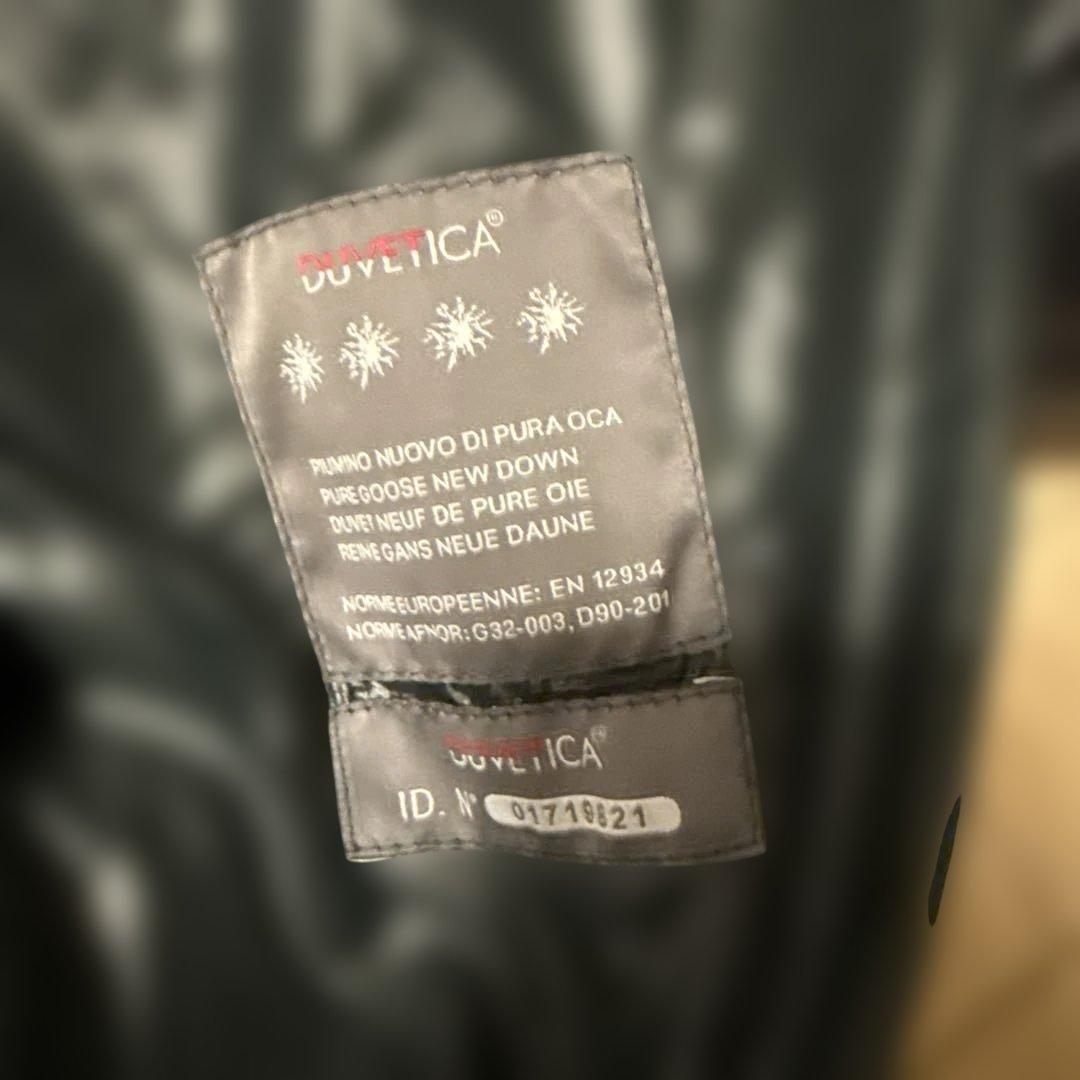 DUVETICA®
PIUMINO NUOVO DI PURA OCA
PURE GOOSE NEW DOWN
DUVET NEUF DE PURE OIE
REINE GANS NEUE DAUNE
NORME EUROPEENNE: EN 12934
NORME AFNOR: G32-003, D90-201
DUVETICA®
ID. N° 01719821